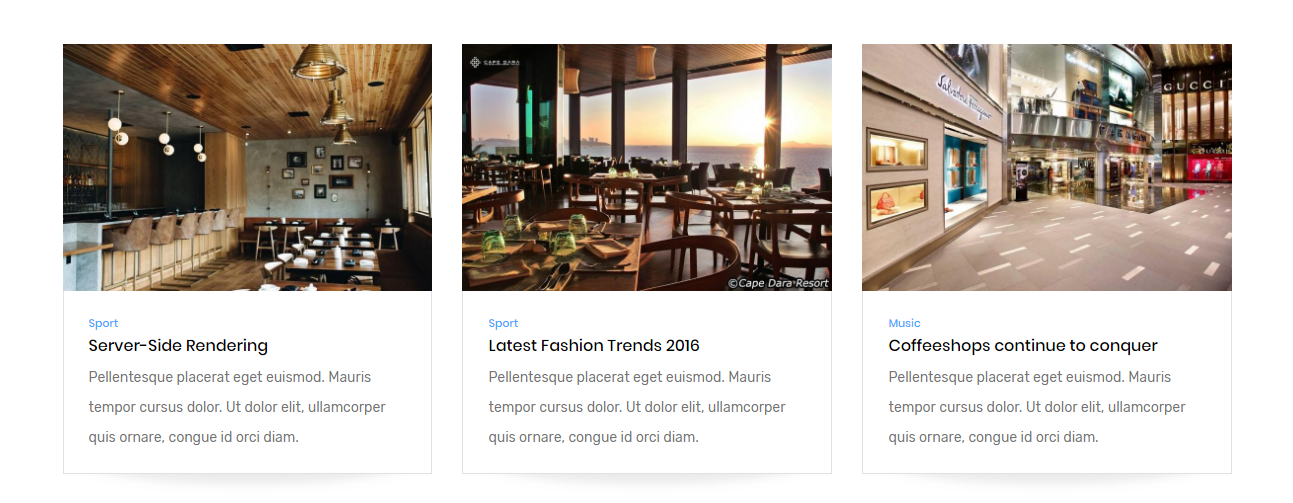 CAPE DARA
Salvatore Ferragamo
GUCCI
©Cape Dara Resort
Sport
Server-Side Rendering
Pellentesque placerat eget euismod. Mauris
tempor cursus dolor. Ut dolor elit, ullamcorper
quis ornare, congue id orci diam.
Sport
Latest Fashion Trends 2016
Pellentesque placerat eget euismod. Mauris
tempor cursus dolor. Ut dolor elit, ullamcorper
quis ornare, congue id orci diam.
Music
Coffeeshops continue to conquer
Pellentesque placerat eget euismod. Mauris
tempor cursus dolor. Ut dolor elit, ullamcorper
quis ornare, congue id orci diam.